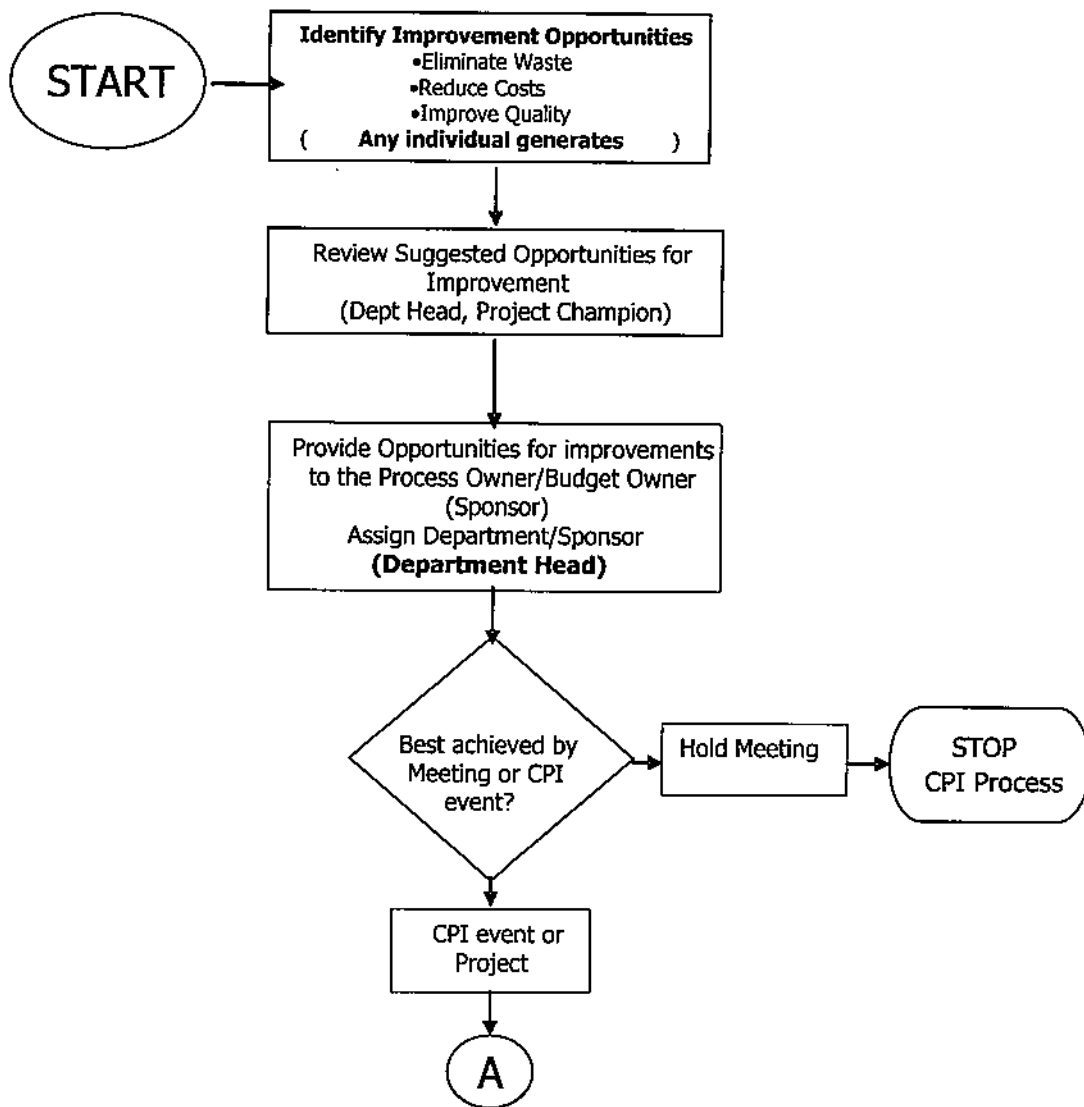 START
Identify Improvement Opportunities
•Eliminate Waste
•Reduce Costs
•Improve Quality
( Any individual generates )
Review Suggested Opportunities for
Improvement
(Dept Head, Project Champion)
Provide Opportunities for improvements
to the Process Owner/Budget Owner
(Sponsor)
Assign Department/Sponsor
(Department Head)
Best achieved by
Meeting or CPI
event?
Hold Meeting
STOP
CPI Process
CPI event or
Project
A